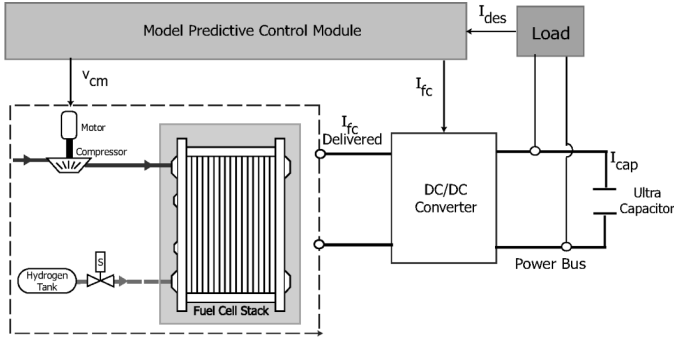 Model Predictive Control Module
I_des
Load
v_cm
I_fc
Motor
Compressor
I_fc
Delivered
DC/DC
Converter
I_cap
Ultra
Capacitor
S
Hydrogen
Tank
Fuel Cell Stack
Power Bus